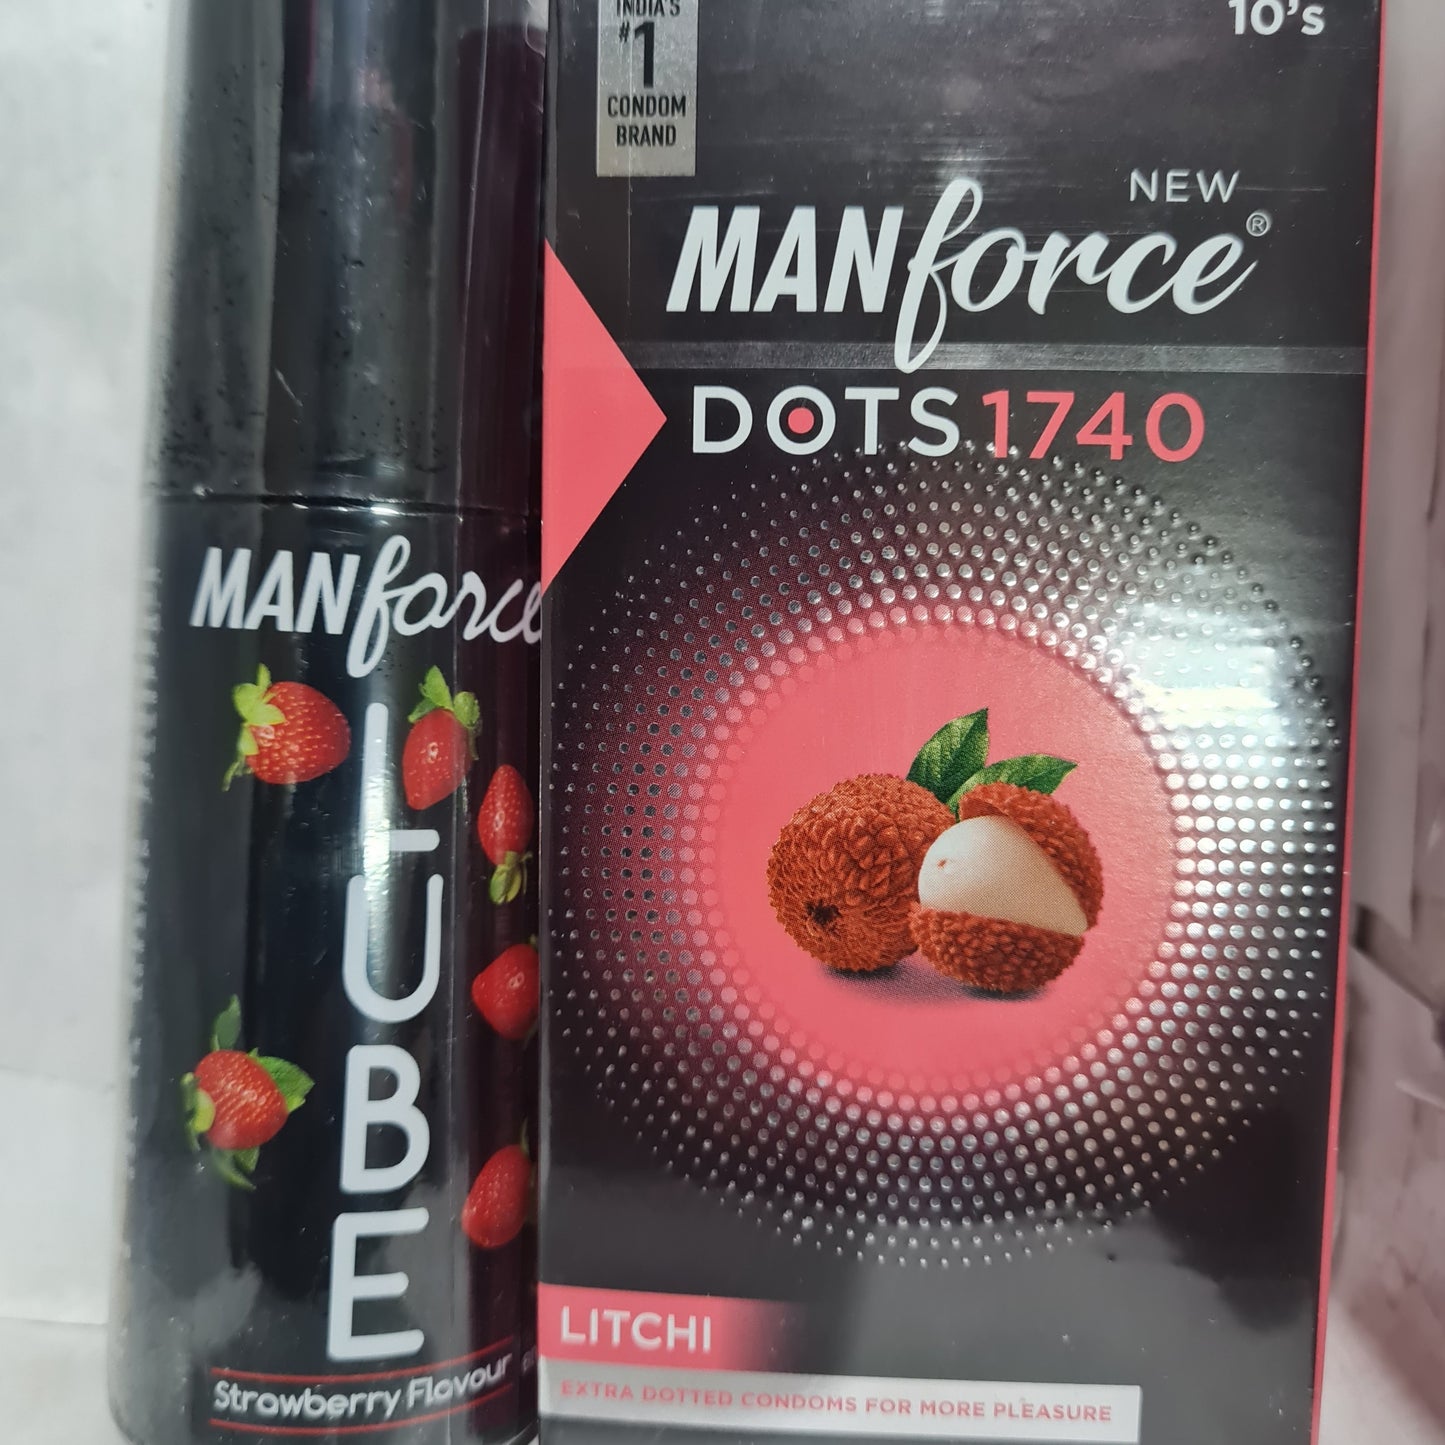 INDIA'S
#1
CONDOM
BRAND
10's
NEW
MANforce®
DOTS 1740
LITCHI
EXTRA DOTTED CONDOMS FOR MORE PLEASURE
MANforce
LUBE
Strawberry Flavour